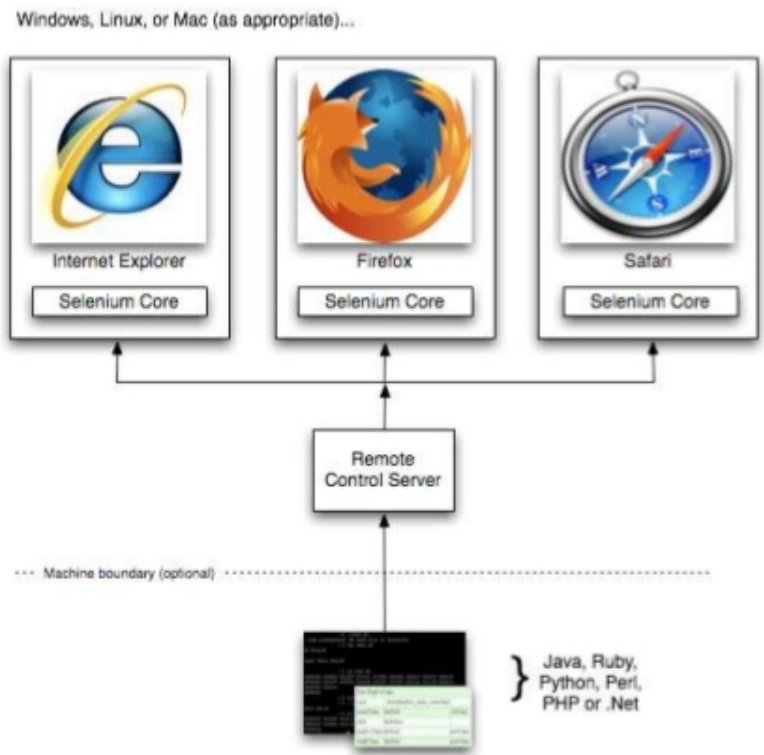 Windows, Linux, or Mac (as appropriate)...
Internet Explorer
Selenium Core
Firefox
Selenium Core
Safari
Selenium Core
Remote
Control Server
Machine boundary (optional)
Java, Ruby,
Python, Perl,
PHP or .Net